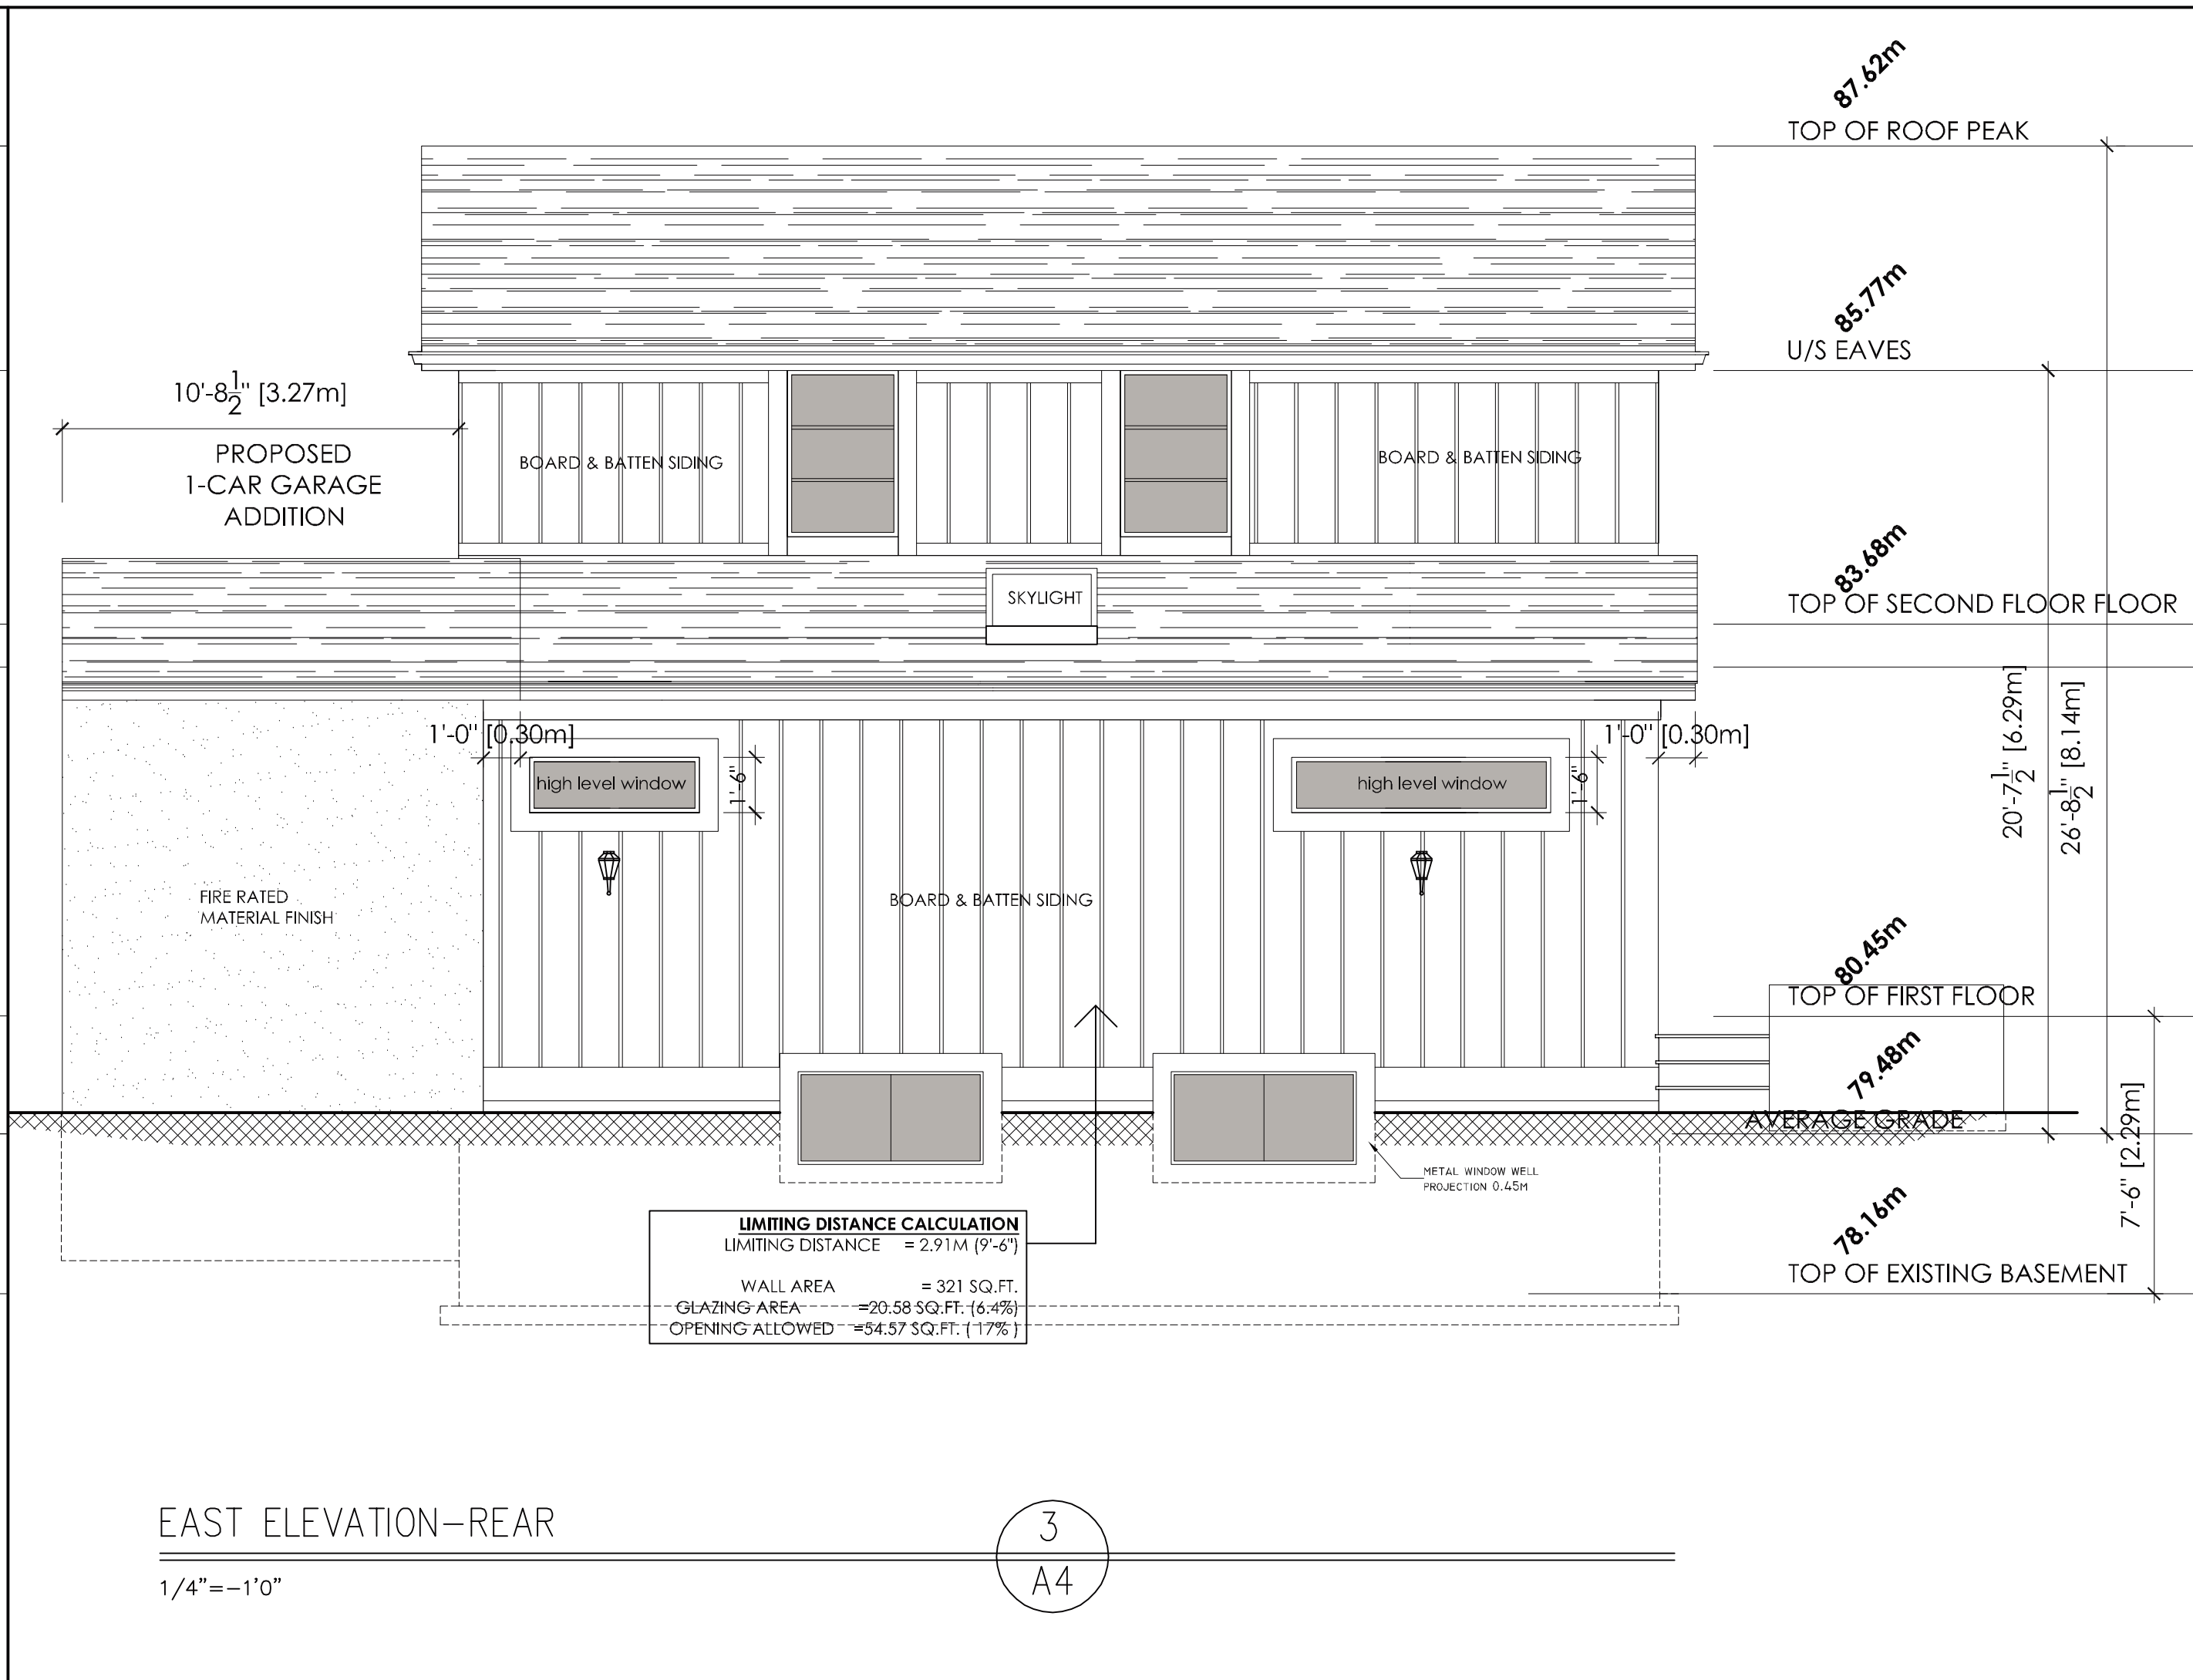 87.62m
TOP OF ROOF PEAK
85.77m
U/S EAVES
10'-8 1/2" [3.27m]
PROPOSED
1-CAR GARAGE
ADDITION
BOARD & BATTEN SIDING
BOARD & BATTEN SIDING
83.68m
TOP OF SECOND FLOOR FLOOR
SKYLIGHT
1'-0" [0.30m]
1'-0" [0.30m]
high level window
1'-6"
high level window
1'-6"
20'-7 1/2" [6.29m]
26'-8 1/2" [8.14m]
FIRE RATED
MATERIAL FINISH
BOARD & BATTEN SIDING
80.45m
TOP OF FIRST FLOOR
79.48m
AVERAGE GRADE
7'-6" [2.29m]
METAL WINDOW WELL
PROJECTION 0.45M
78.16m
TOP OF EXISTING BASEMENT
LIMITING DISTANCE CALCULATION
LIMITING DISTANCE = 2.91M (9'-6")
WALL AREA = 321 SQ.FT.
GLAZING AREA =20.58 SQ.FT. (6.4%)
OPENING ALLOWED =54.57 SQ.FT. ( 17% )
EAST ELEVATION-REAR
3
A4
1/4"=-1'0"